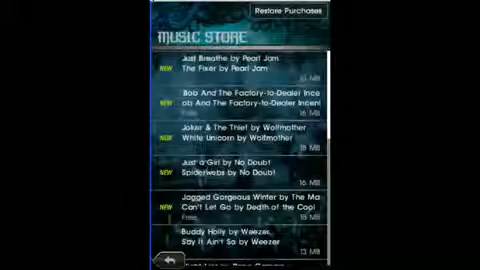 Restore Purchases
MUSIC STORE
Just Breathe by Pearl Jam
NEW
The Fixer by Pearl Jam
10 MB
Bob And The Factory-to-Dealer Ince
NEW
ob And The Factory-to-Dealer Incent
Free
16 MB
Joker & The Thief by Wolfmother
NEW
White Unicorn by Wolfmother
18 MB
Just a Girl by No Doubt
NEW
Spiderwebs by No Doubt
16 MB
Jagged Gorgeous Winter by The Ma
NEW
Can't Let Go by Death of the Cool
Free
15 MB
Buddy Holly by Weezer
Say It Ain't So by Weezer
13 MB